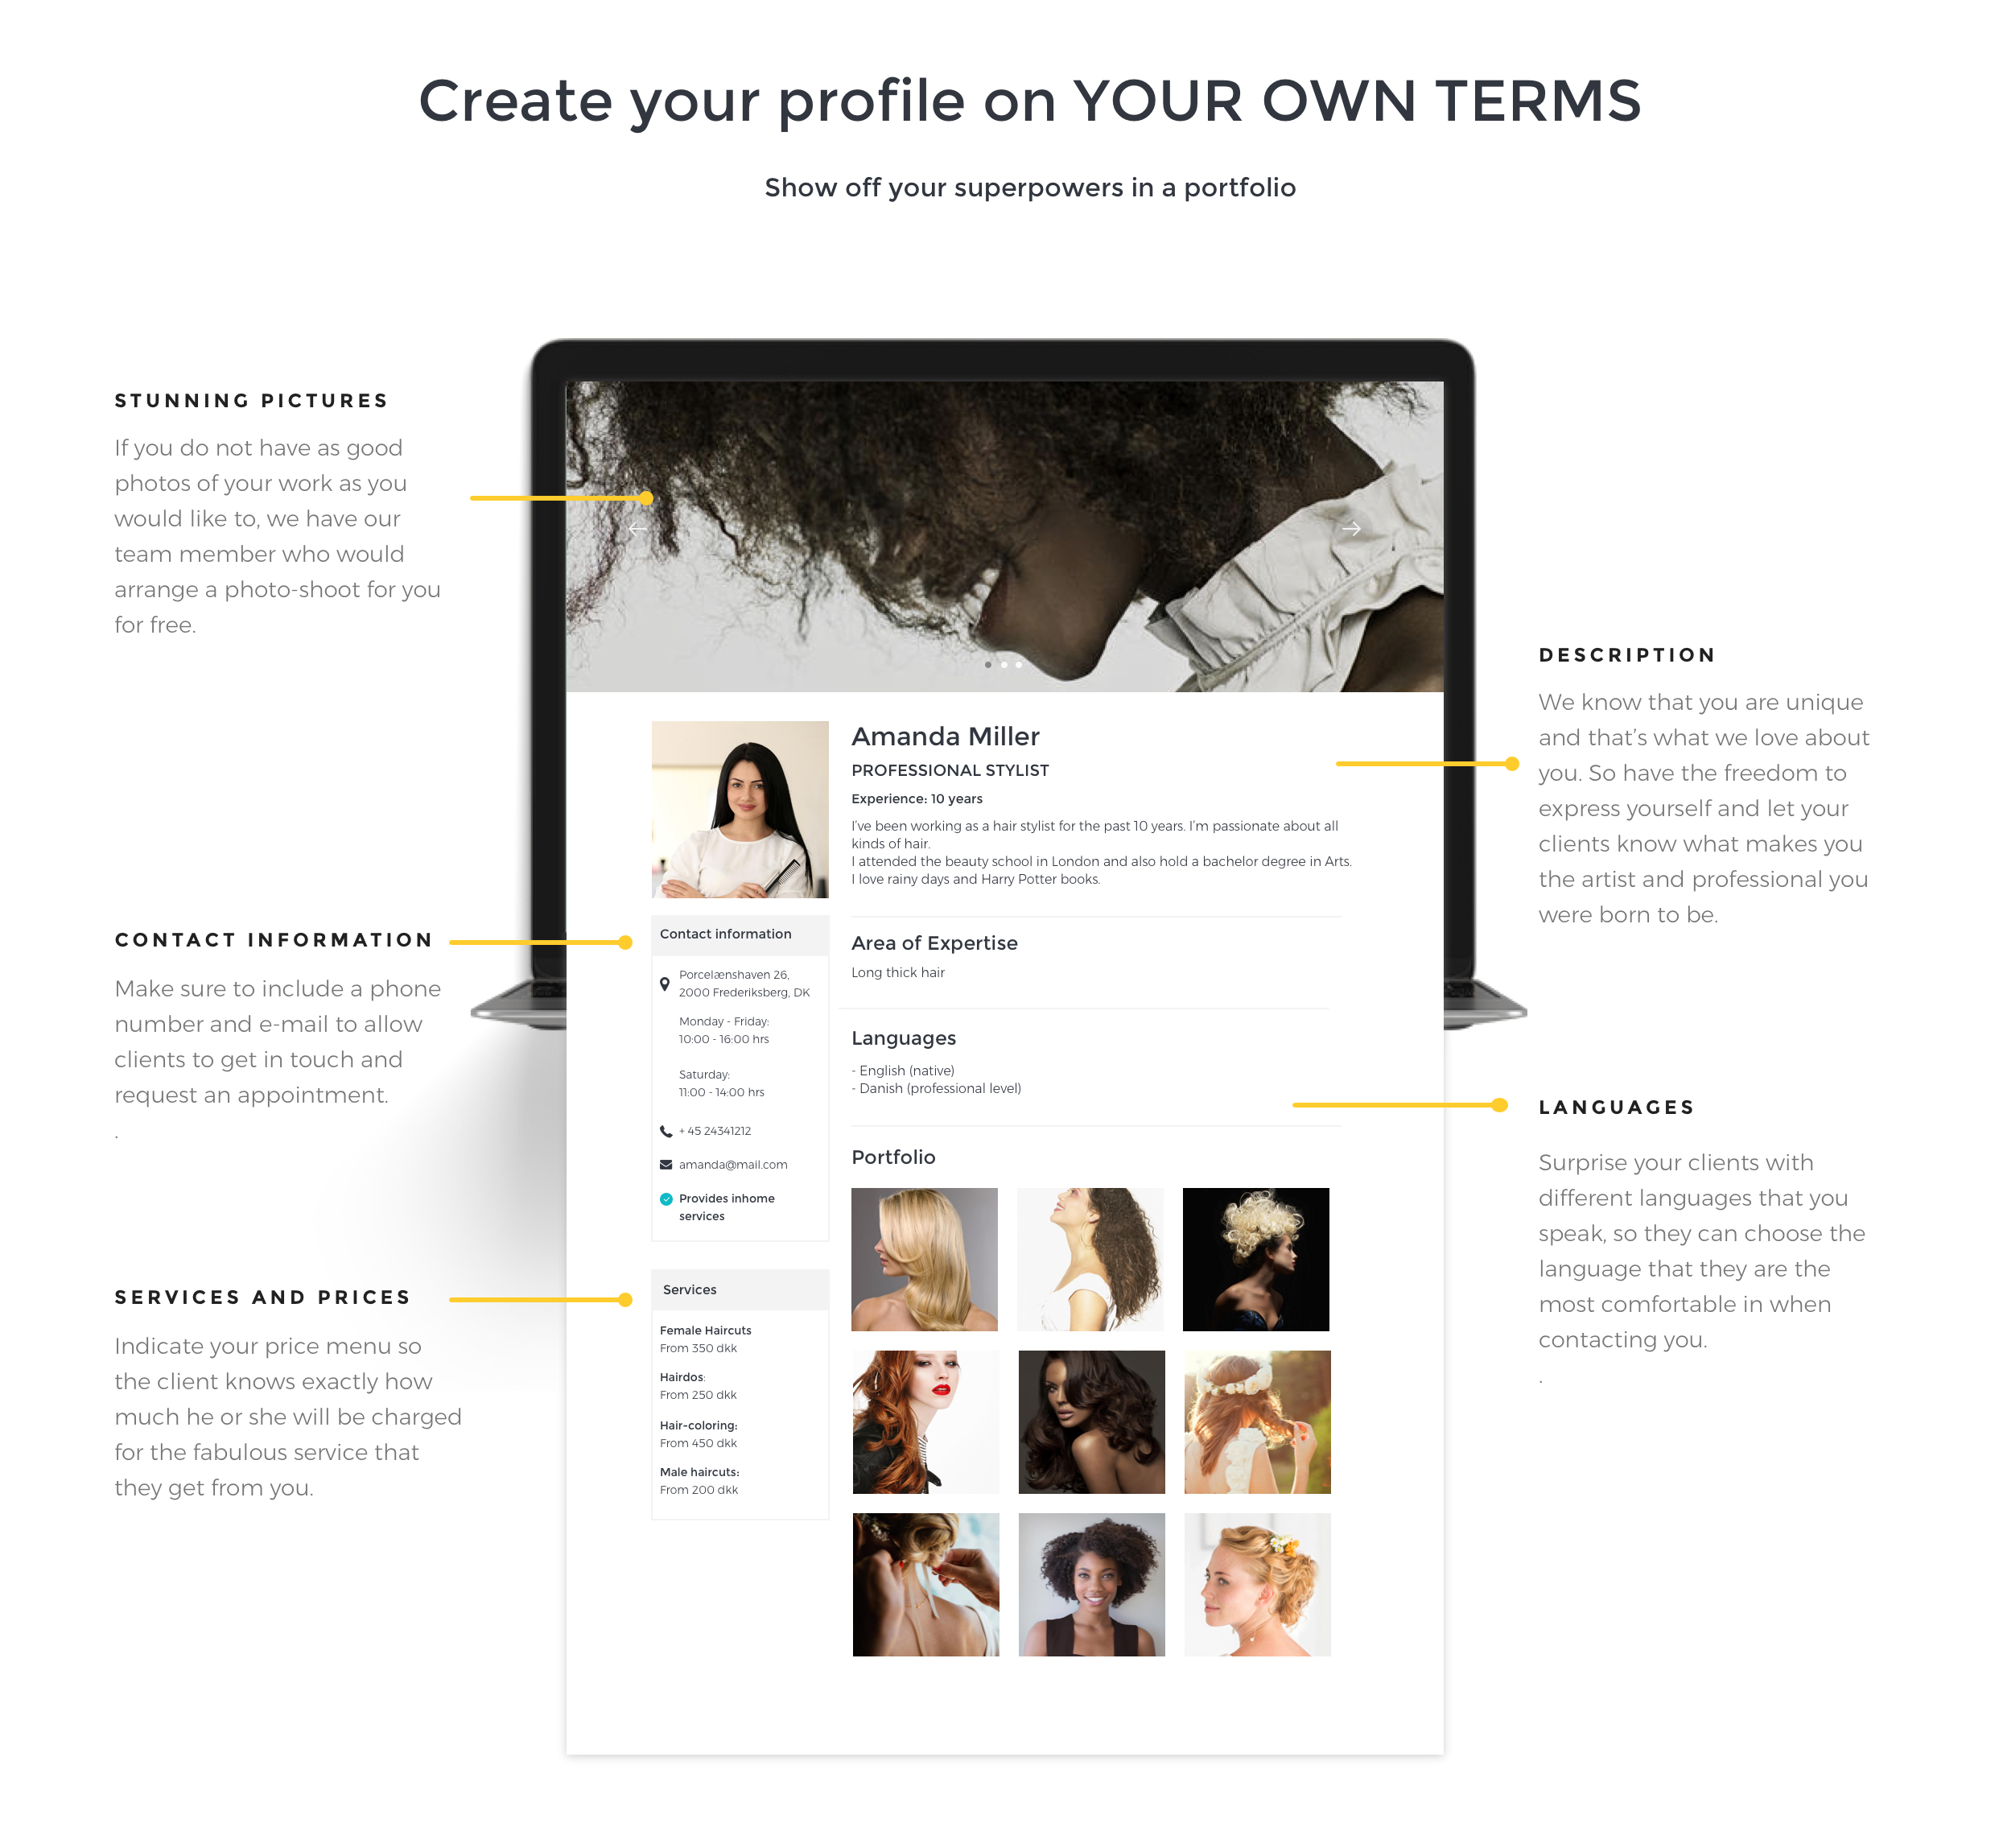 Create your profile on YOUR OWN TERMS
Show off your superpowers in a portfolio
STUNNING PICTURES
If you do not have as good
photos of your work as you
would like to, we have our
team member who would
arrange a photo-shoot for you
for free.
DESCRIPTION
We know that you are unique
and that's what we love about
you. So have the freedom to
express yourself and let your
clients know what makes you
the artist and professional you
were born to be.
Amanda Miller
PROFESSIONAL STYLIST
Experience: 10 years
I've been working as a hair stylist for the past 10 years. I'm passionate about all
kinds of hair.
I attended the beauty school in London and also hold a bachelor degree in Arts.
I love rainy days and Harry Potter books.
CONTACT INFORMATION
Make sure to include a phone
number and e-mail to allow
clients to get in touch and
request an appointment.
.
Contact information
Porcelænshaven 26,
2000 Frederiksberg, DK
Monday - Friday:
10:00 - 16:00 hrs
Saturday:
11:00 - 14:00 hrs
+ 45 24341212
amanda@mail.com
Provides inhome
services
Area of Expertise
Long thick hair
Languages
- English (native)
- Danish (professional level)
LANGUAGES
Surprise your clients with
different languages that you
speak, so they can choose the
language that they are the
most comfortable in when
contacting you.
.
Portfolio
SERVICES AND PRICES
Indicate your price menu so
the client knows exactly how
much he or she will be charged
for the fabulous service that
they get from you.
Services
Female Haircuts
From 350 dkk
Hairdos:
From 250 dkk
Hair-coloring:
From 450 dkk
Male haircuts:
From 200 dkk